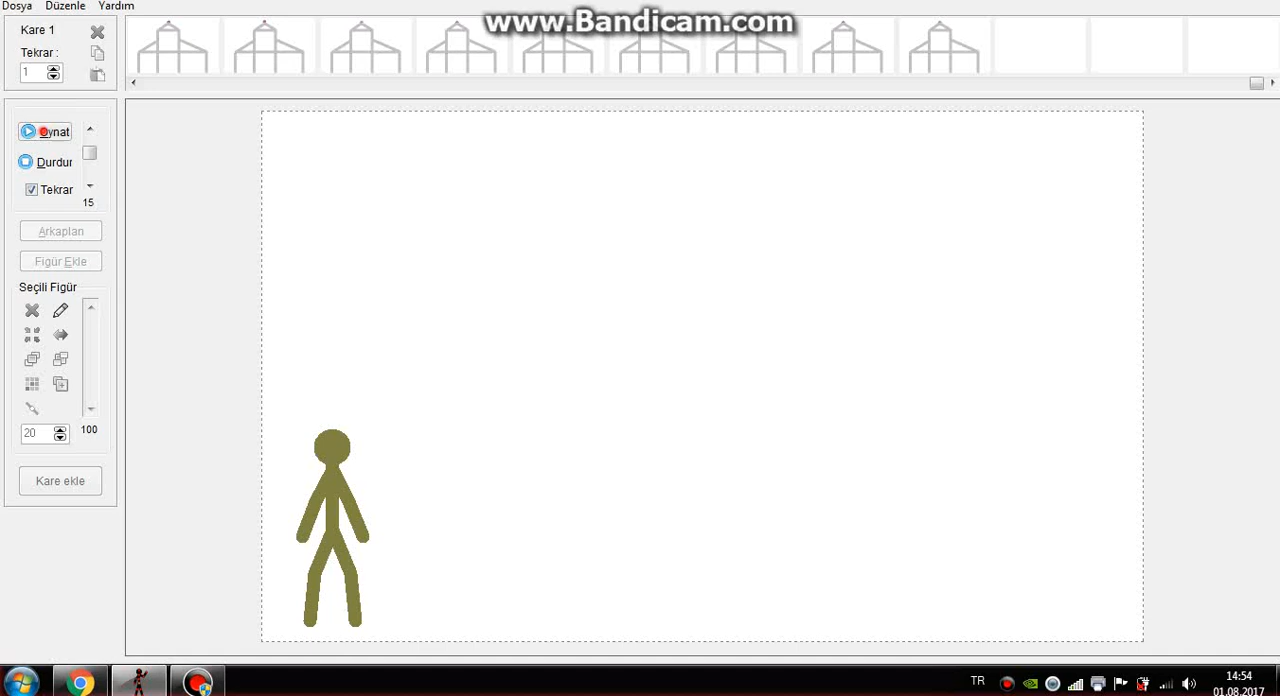 Dosya Düzenle Yardım
www.Bandicam.com
Kare 1
Tekrar :
1
Oynat
Durdur
Tekrar
15
Arkaplan
Figür Ekle
Seçili Figür
20
100
Kare ekle
TR
14:54
01.08.2017